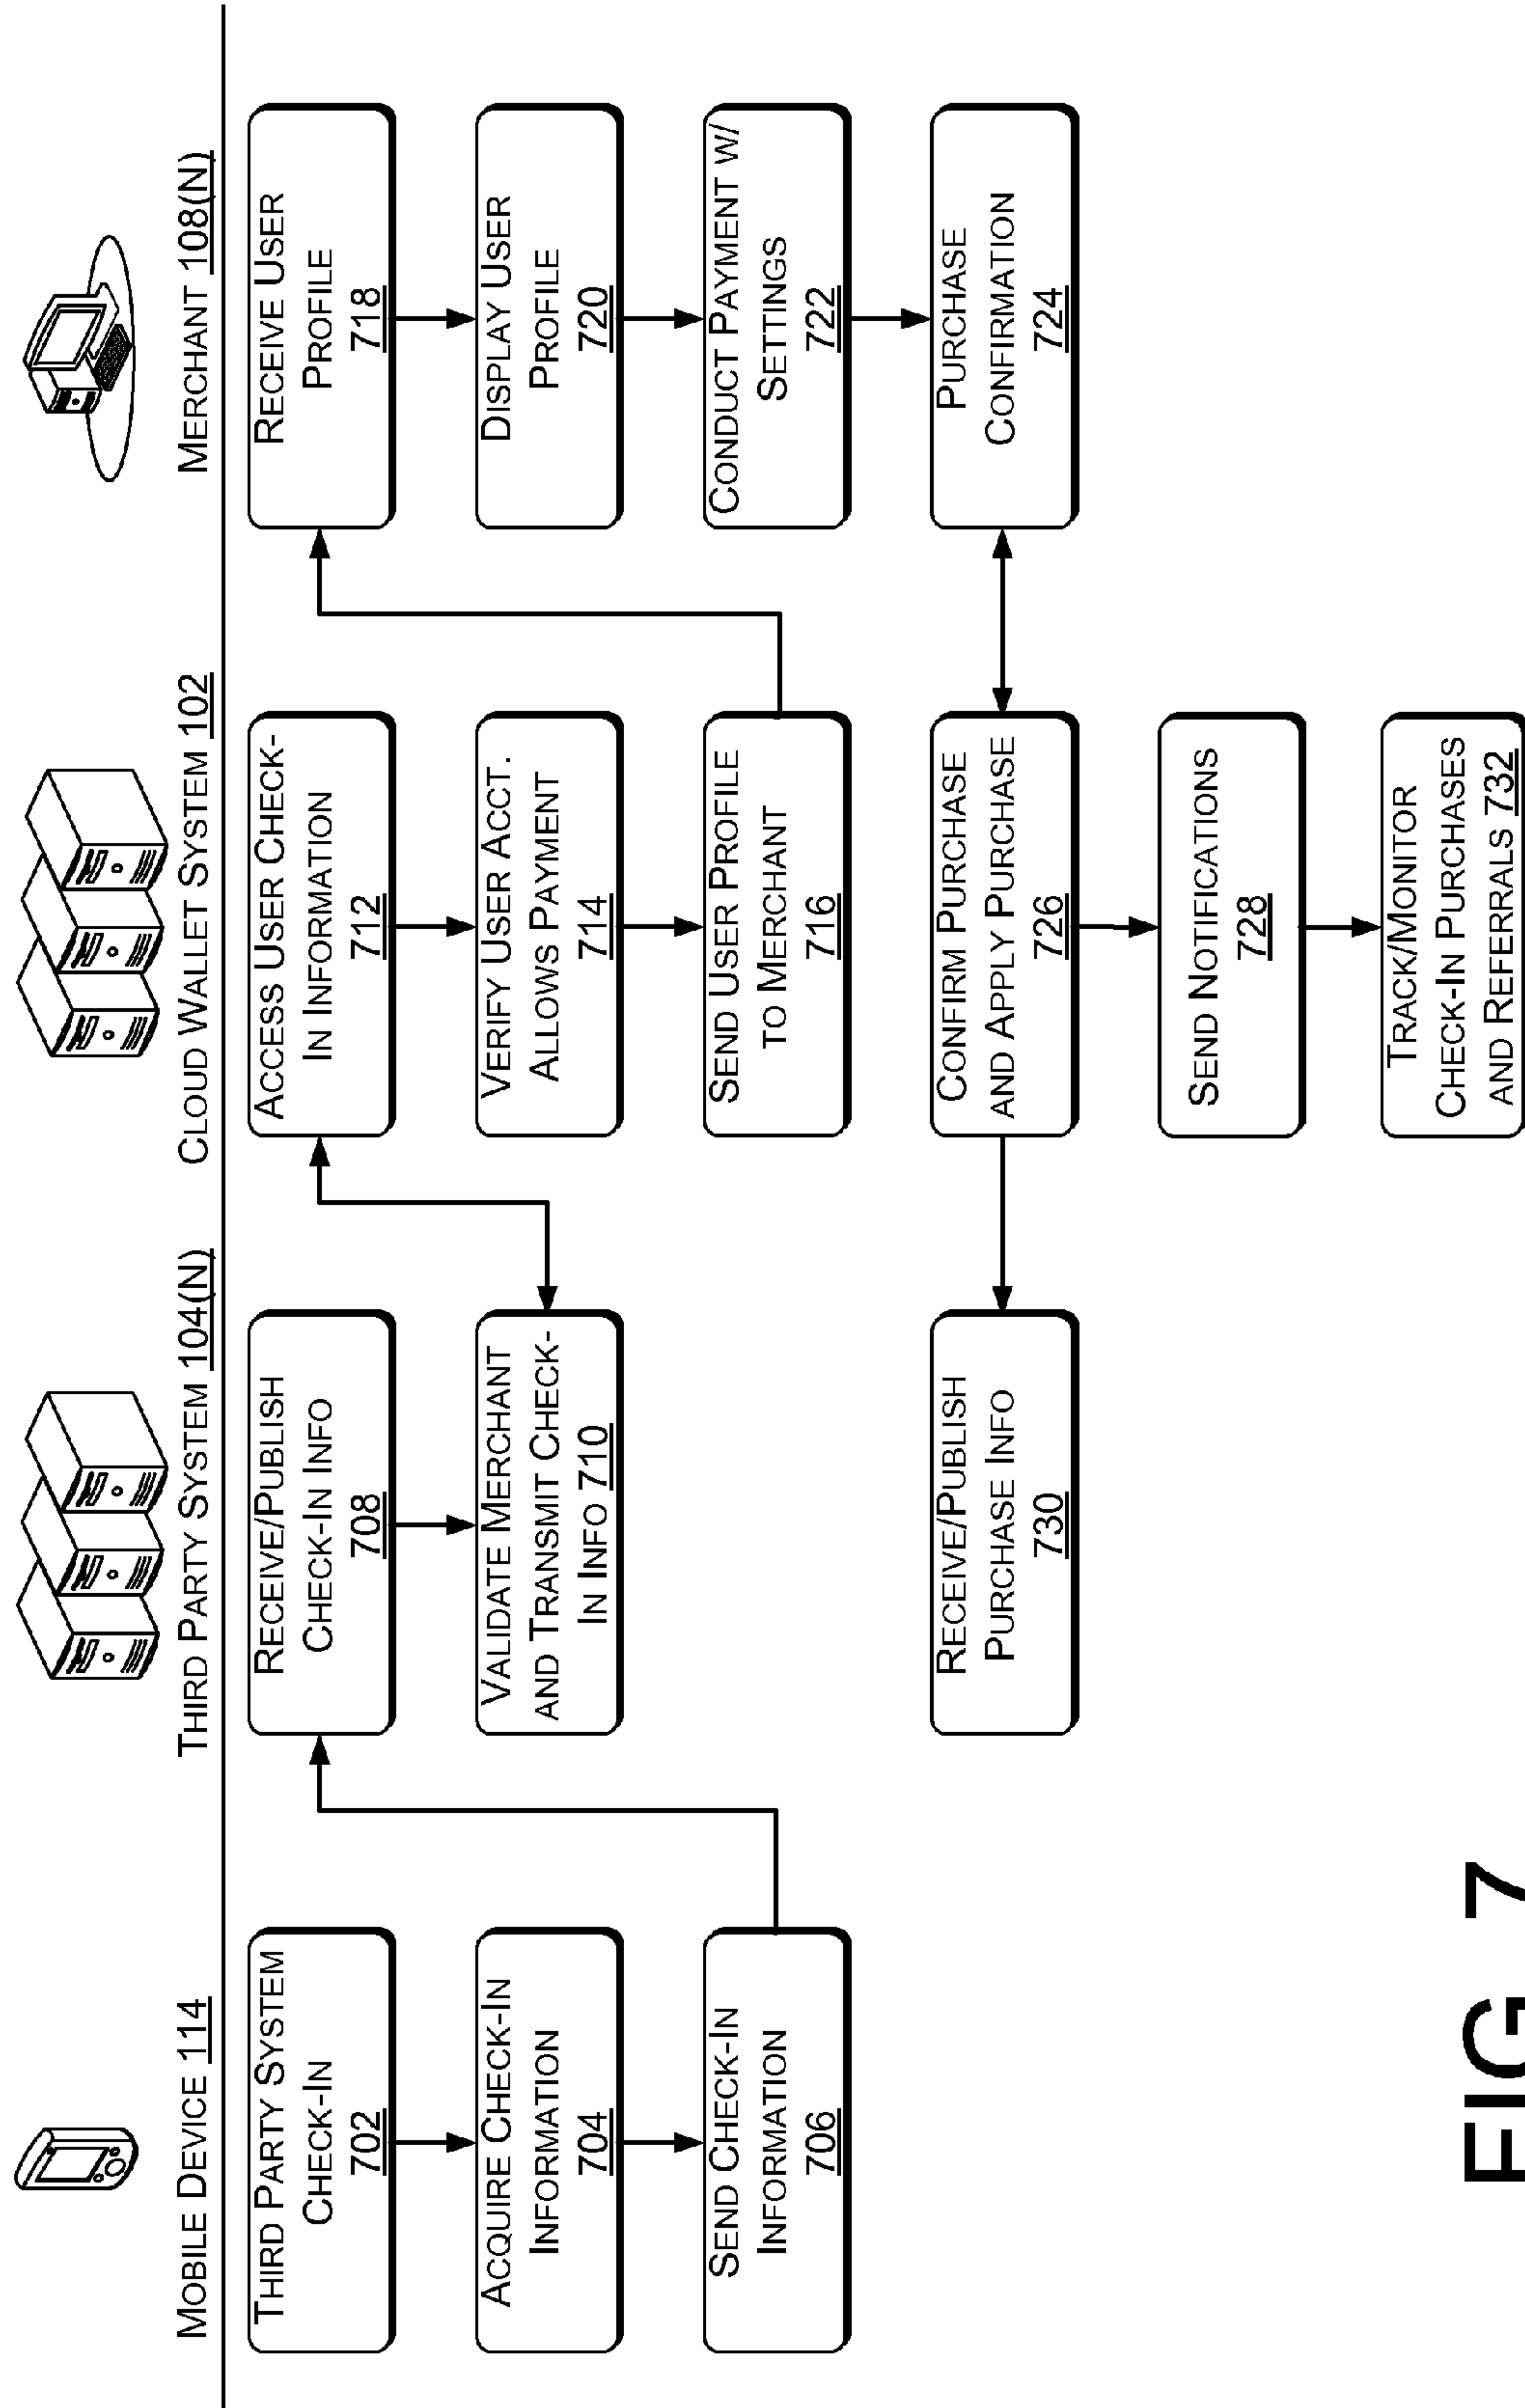 MOBILE DEVICE 114
THIRD PARTY SYSTEM
CHECK-IN
702
ACQUIRE CHECK-IN
INFORMATION
704
SEND CHECK-IN
INFORMATION
706
THIRD PARTY SYSTEM 104(N)
RECEIVE/PUBLISH
CHECK-IN INFO
708
VALIDATE MERCHANT
AND TRANSMIT CHECK-
IN INFO 710
RECEIVE/PUBLISH
PURCHASE INFO
730
CLOUD WALLET SYSTEM 102
ACCESS USER CHECK-
IN INFORMATION
712
VERIFY USER ACCT.
ALLOWS PAYMENT
714
SEND USER PROFILE
TO MERCHANT
716
CONFIRM PURCHASE
AND APPLY PURCHASE
726
SEND NOTIFICATIONS
728
TRACK/MONITOR
CHECK-IN PURCHASES
AND REFERRALS 732
MERCHANT 108(N)
RECEIVE USER
PROFILE
718
DISPLAY USER
PROFILE
720
CONDUCT PAYMENT W/
SETTINGS
722
PURCHASE
CONFIRMATION
724
FIG 7